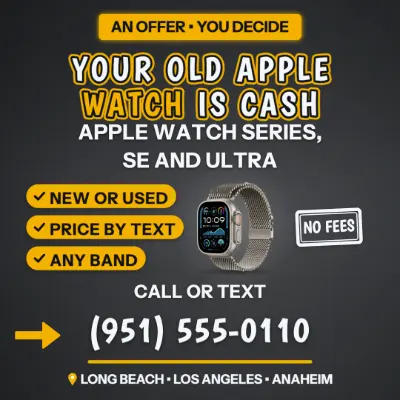 AN OFFER • YOU DECIDE
YOUR OLD APPLE
WATCH IS CASH
APPLE WATCH SERIES,
SE AND ULTRA
NEW OR USED
PRICE BY TEXT
ANY BAND
NO FEES
CALL OR TEXT
(951) 555-0110
LONG BEACH • LOS ANGELES • ANAHEIM